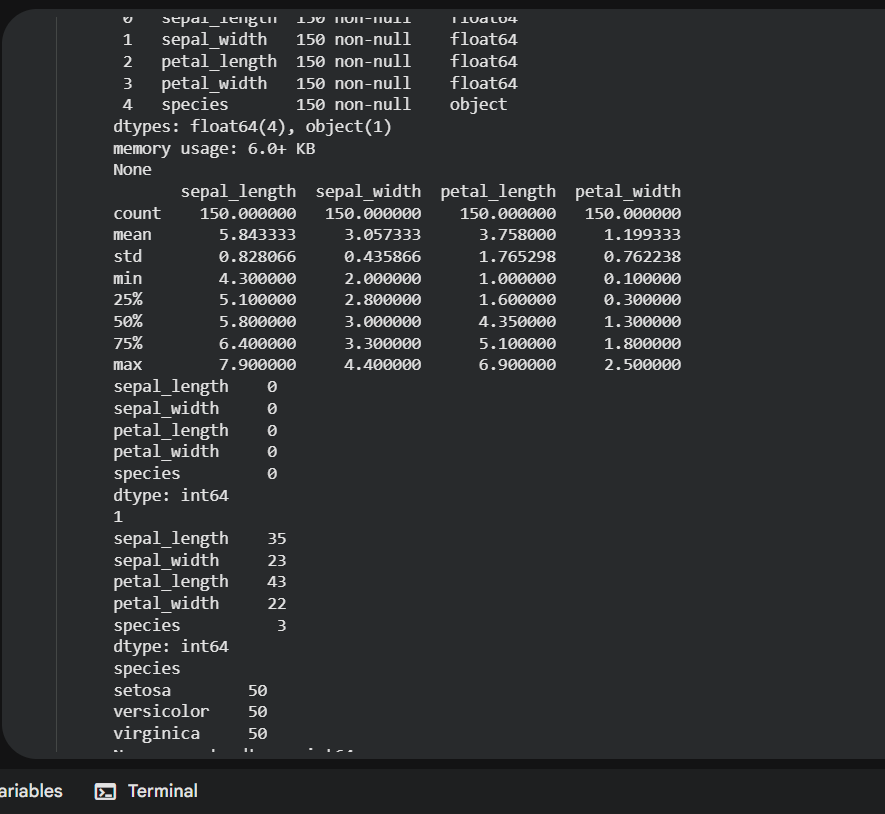 0   sepal_length  150 non-null    float64
1   sepal_width   150 non-null    float64
2   petal_length  150 non-null    float64
3   petal_width   150 non-null    float64
4   species       150 non-null    object
dtypes: float64(4), object(1)
memory usage: 6.0+ KB
None
       sepal_length  sepal_width  petal_length  petal_width
count    150.000000   150.000000    150.000000   150.000000
mean       5.843333     3.057333      3.758000     1.199333
std        0.828066     0.435866      1.765298     0.762238
min        4.300000     2.000000      1.000000     0.100000
25%        5.100000     2.800000      1.600000     0.300000
50%        5.800000     3.000000      4.350000     1.300000
75%        6.400000     3.300000      5.100000     1.800000
max        7.900000     4.400000      6.900000     2.500000
sepal_length    0
sepal_width     0
petal_length    0
petal_width     0
species         0
dtype: int64
1
sepal_length    35
sepal_width     23
petal_length    43
petal_width     22
species          3
dtype: int64
species
setosa        50
versicolor    50
virginica     50
ariables Terminal